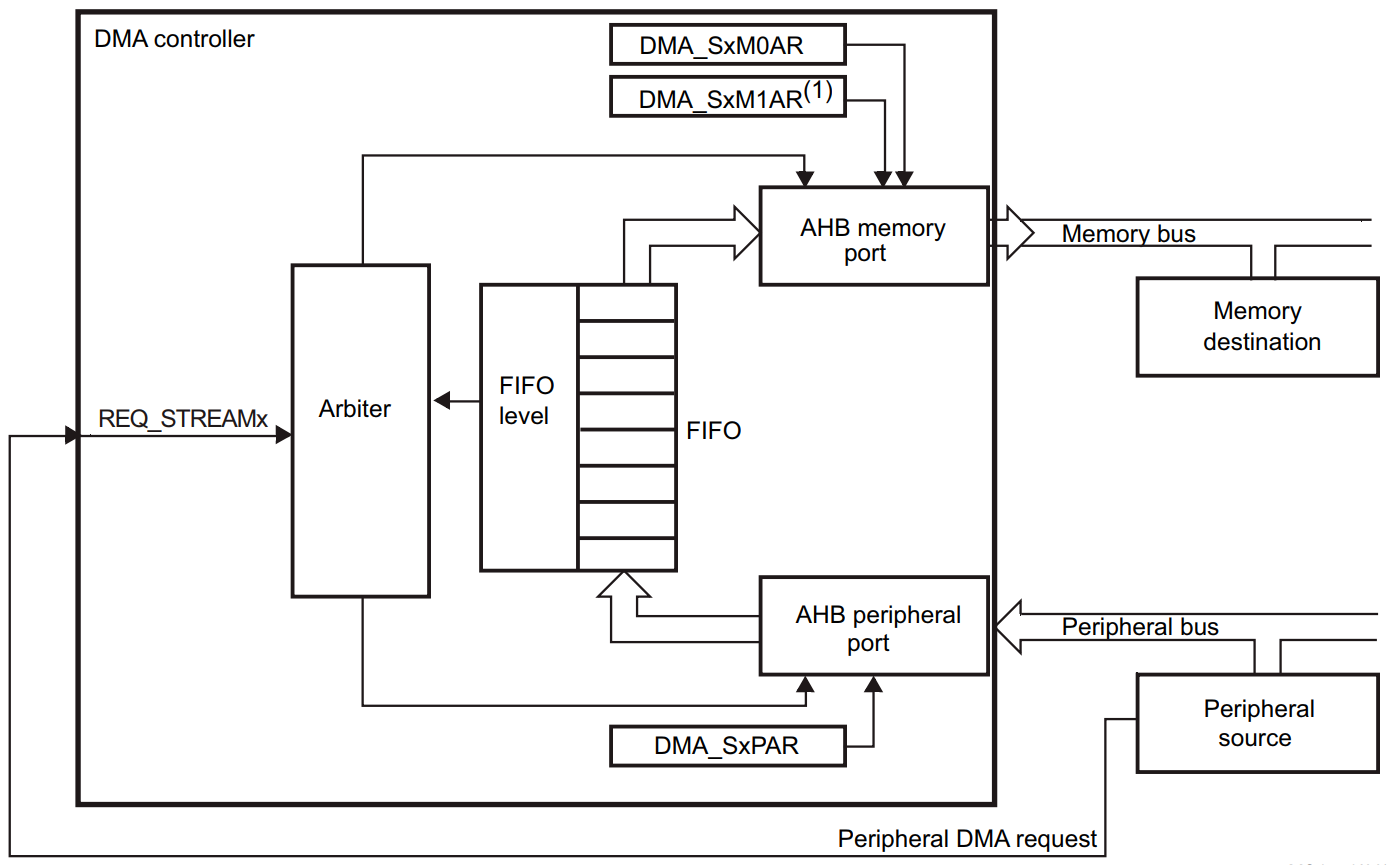 DMA controller
DMA_SxM0AR
DMA_SxM1AR(1)
AHB memory
port
Memory bus
Memory
destination
FIFO
level
Arbiter
REQ_STREAMx
FIFO
AHB peripheral
port
Peripheral bus
Peripheral
source
DMA_SxPAR
Peripheral DMA request